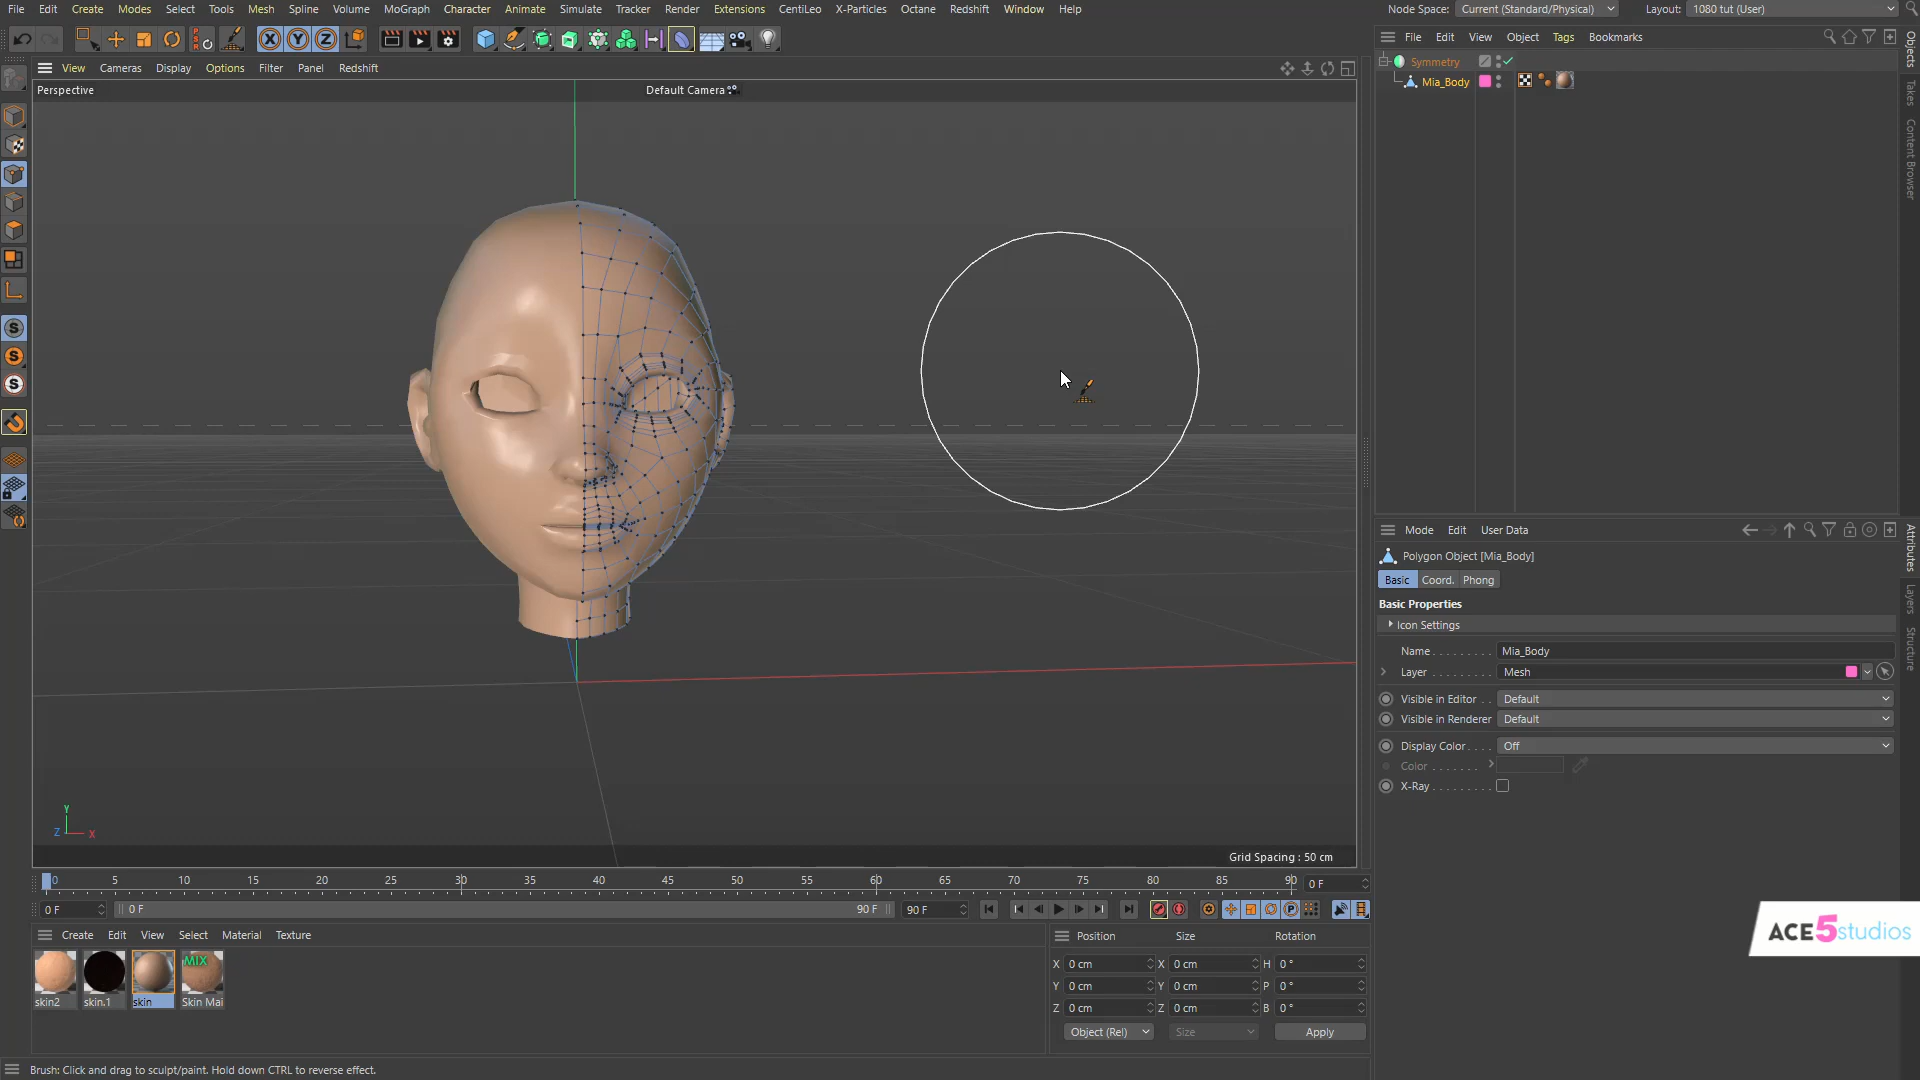 File Edit Create Modes Select Tools Mesh Spline Volume MoGraph Character Animate Simulate Tracker Render Extensions CentiLeo X-Particles Octane Redshift Window Help Node Space: Current (Standard/Physical) Layout: 1080 tut (User)
File Edit View Object Tags Bookmarks
View Cameras Display Options Filter Panel Redshift
Perspective
Default Camera
Symmetry
Mia_Body
Objects
Takes
Content Browser
Mode Edit User Data
Polygon Object [Mia_Body]
Basic Coord. Phong
Basic Properties
Icon Settings
Name Mia_Body
Layer Mesh
Visible in Editor Default
Visible in Renderer Default
Display Color Off
Color
X-Ray
Attributes
Layers
Structure
Y
Z X
Grid Spacing : 50 cm
0 5 10 15 20 25 30 35 40 45 50 55 60 65 70 75 80 85 90 0 F
0 F 0 F 90 F 90 F
Create Edit View Select Material Texture
MIX
skin2 skin.1 skin Skin Mai
Position Size Rotation
X 0 cm X 0 cm H 0 °
Y 0 cm Y 0 cm P 0 °
Z 0 cm Z 0 cm B 0 °
Object (Rel) Size Apply
ACE5studios
Brush: Click and drag to sculpt/paint. Hold down CTRL to reverse effect.